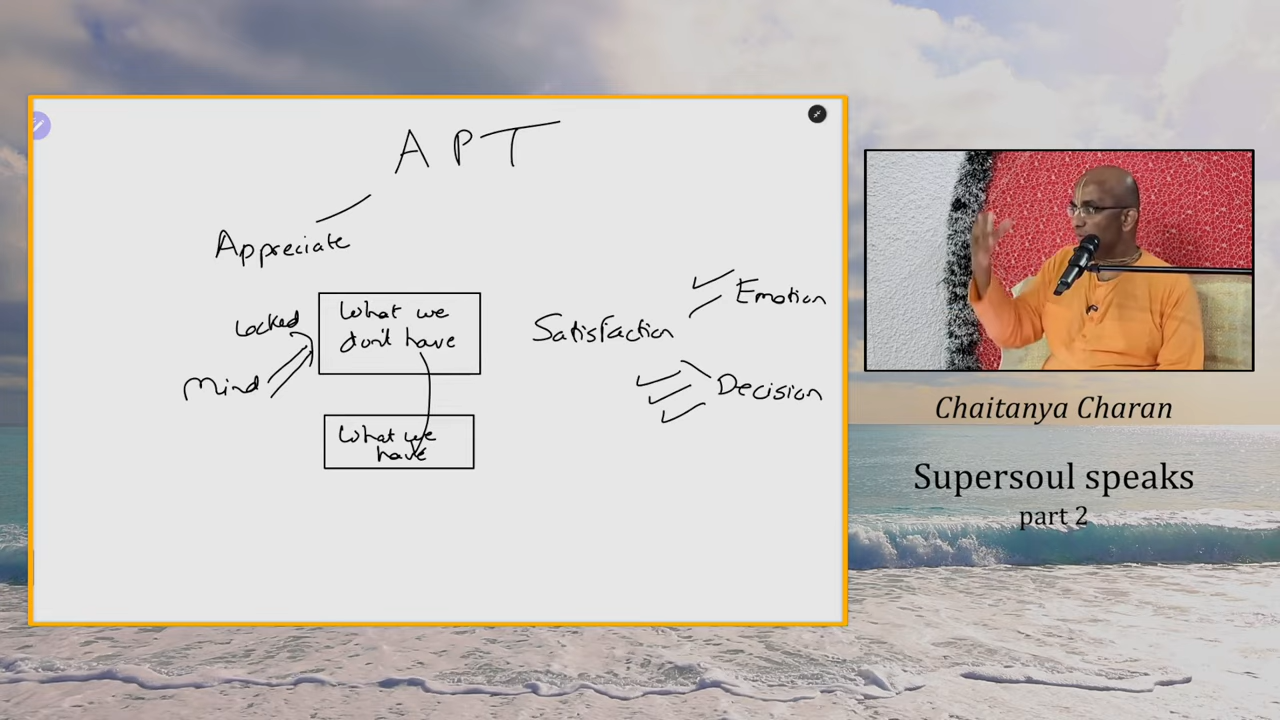 APT
Appreciate
Locked
Mind
What we
don't have
What we
have
Satisfaction
Emotion
Decision
Chaitanya Charan
Supersoul speaks
part 2